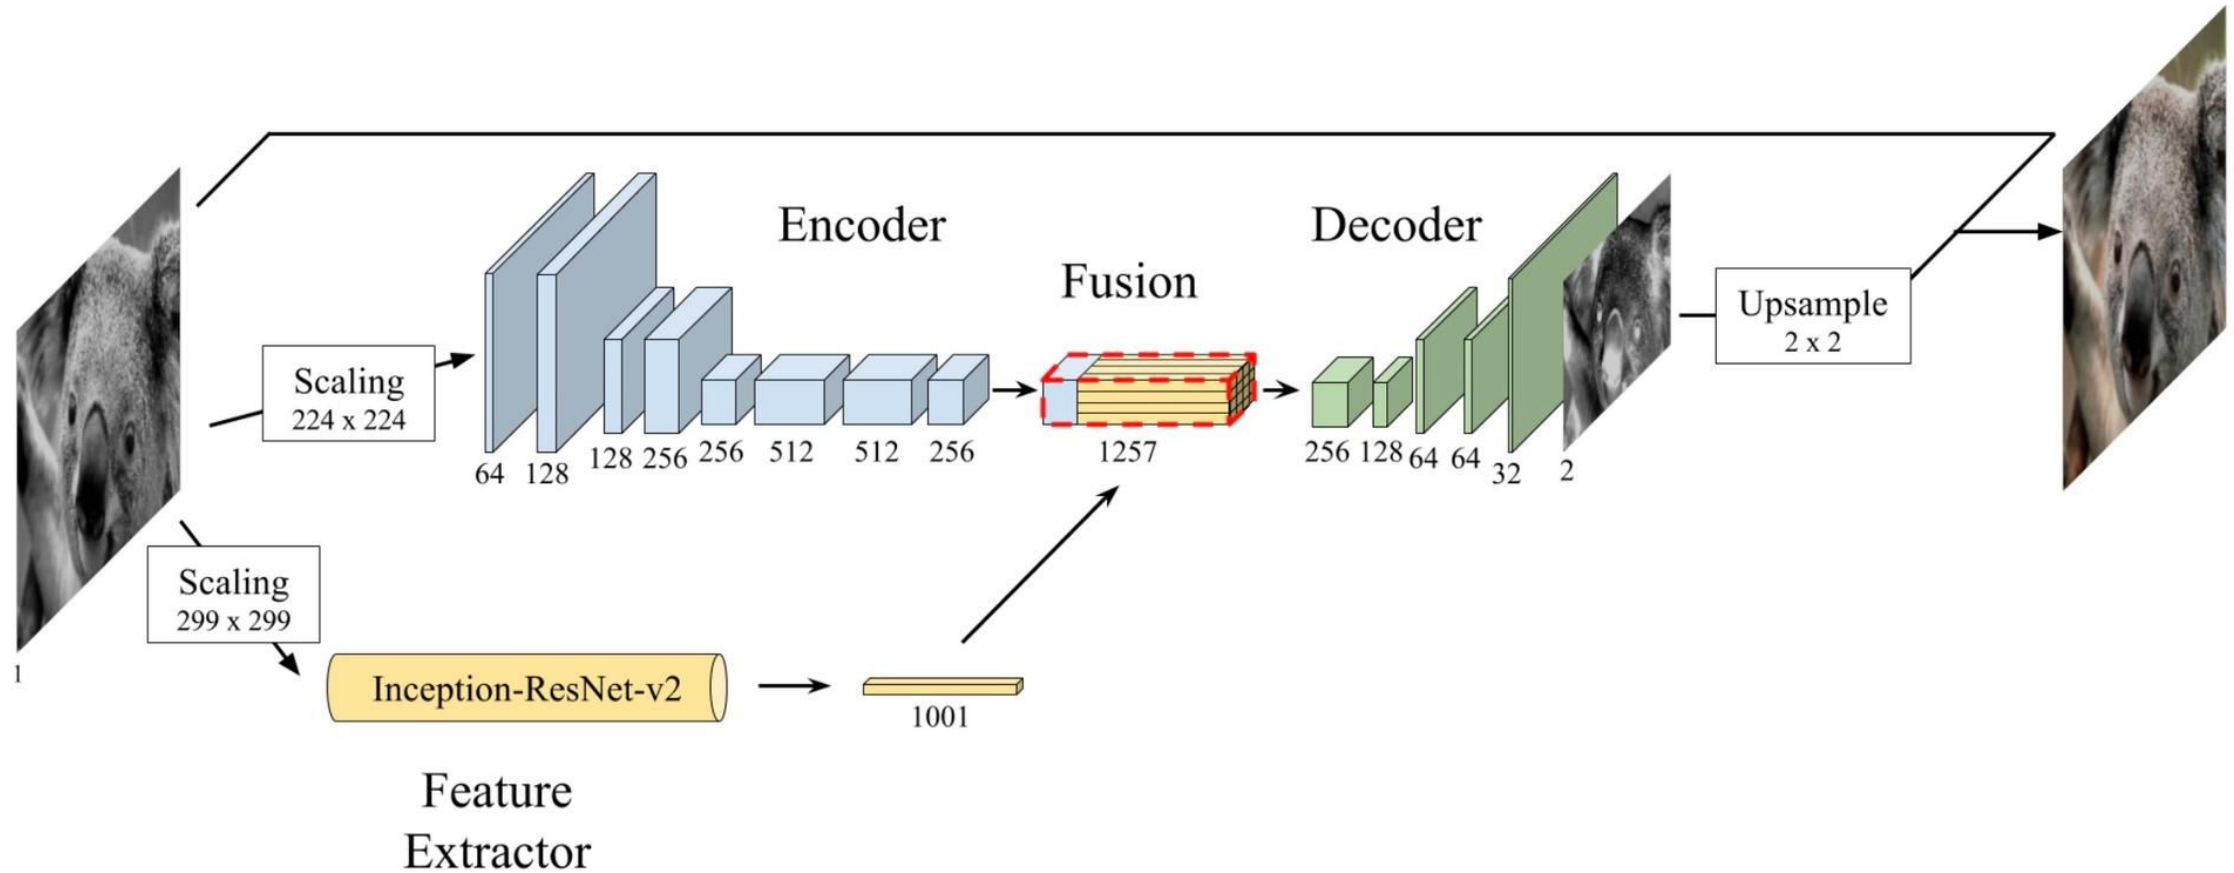 Encoder
Decoder
Fusion
Upsample
2 x 2
Scaling
224 x 224
64 128 128 256 256 512 512 256
1257
256 128 64 64 32 2
Scaling
299 x 299
1
Inception-ResNet-v2
1001
Feature
Extractor